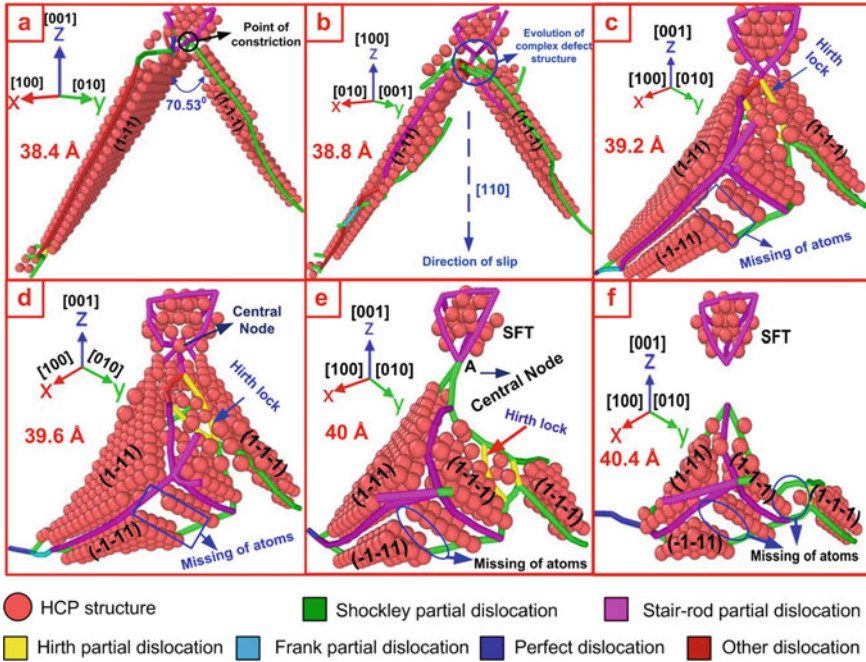 a
[001]
Z
[100]
[010]
X
y
Point of
constriction
70.53⁰
(1-11)
(1-1-1)
38.4 Å
b
[100]
Z
[010]
[001]
X
y
Evolution of
complex defect
structure
(1-11)
(1-1-1)
38.8 Å
[110]
Direction of slip
c
[001]
Z
[100]
[010]
X
y
Hirth
lock
39.2 Å
(1-11)
(1-1-1)
(-1-11)
Missing of atoms
d
[001]
Z
[100]
[010]
X
y
Central
Node
Hirth
lock
39.6 Å
(1-11)
(1-1-1)
(-1-11)
Missing of atoms
e
[001]
Z
[100]
[010]
X
y
SFT
A
Central Node
Hirth lock
40 Å
(1-11)
(1-1-1)
(1-1-1)
(-1-11)
Missing of atoms
f
[001]
Z
[100]
[010]
X
y
SFT
40.4 Å
(1-11)
(1-1-1)
(1-1-1)
(-1-11)
Missing of atoms
HCP structure
Shockley partial dislocation
Stair-rod partial dislocation
Hirth partial dislocation
Frank partial dislocation
Perfect dislocation
Other dislocation